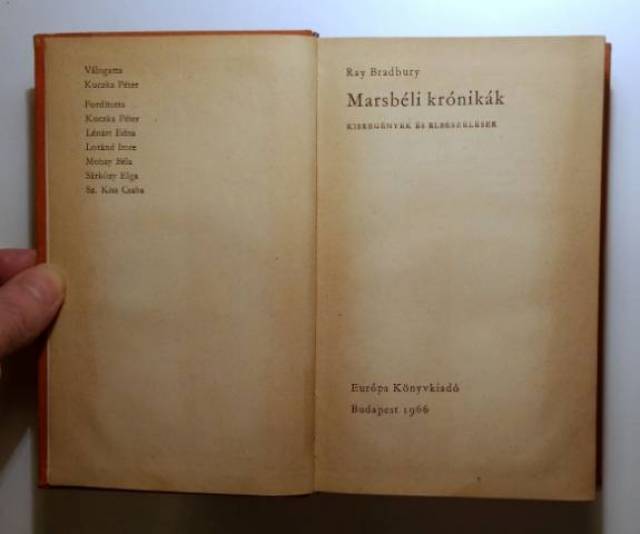 Válogatta
Kuczka Péter
Fordította
Kuczka Péter
Lénárt Edna
Loránd Imre
Mohay Béla
Sárközy Elga
Sz. Kiss Csaba
Ray Bradbury
Marsbéli krónikák
KISREGÉNYEK ÉS ELBESZÉLÉSEK
Európa Könyvkiadó
Budapest 1966